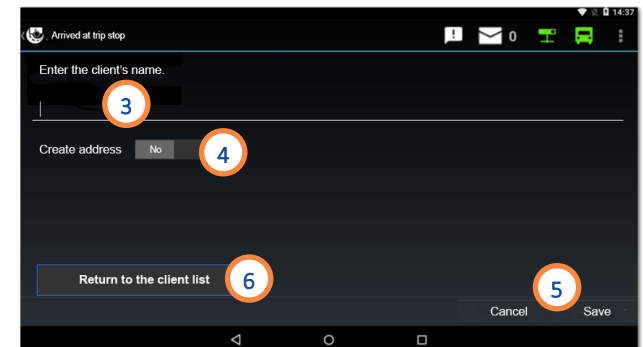 14:37
Arrived at trip stop
0
Enter the client's name.
3
Create address No
4
Return to the client list
6
5
Cancel Save